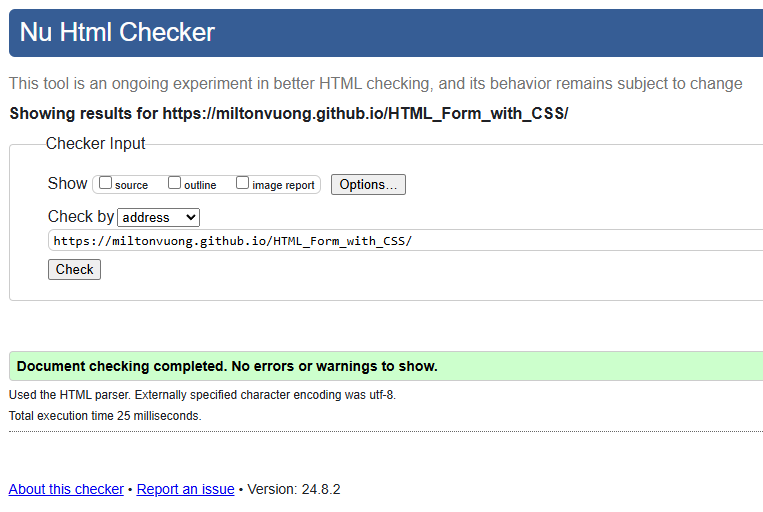 Nu Html Checker
This tool is an ongoing experiment in better HTML checking, and its behavior remains subject to change
Showing results for https://miltonvuong.github.io/HTML_Form_with_CSS/
Checker Input
Show source outline image report Options...
Check by address
https://miltonvuong.github.io/HTML_Form_with_CSS/
Check
Document checking completed. No errors or warnings to show.
Used the HTML parser. Externally specified character encoding was utf-8.
Total execution time 25 milliseconds.
About this checker • Report an issue • Version: 24.8.2